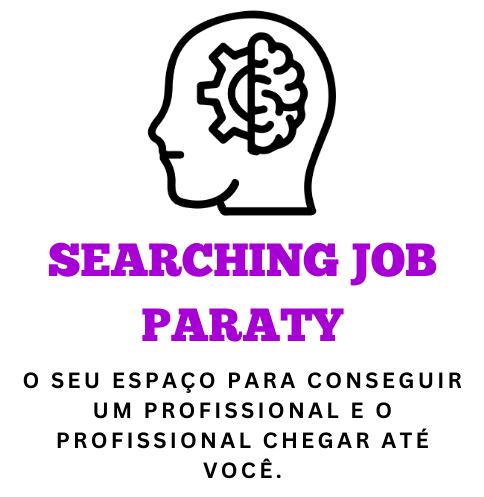 SEARCHING JOB
PARATY
O SEU ESPAÇO PARA CONSEGUIR
UM PROFISSIONAL E O
PROFISSIONAL CHEGAR ATÉ
VOCÊ.